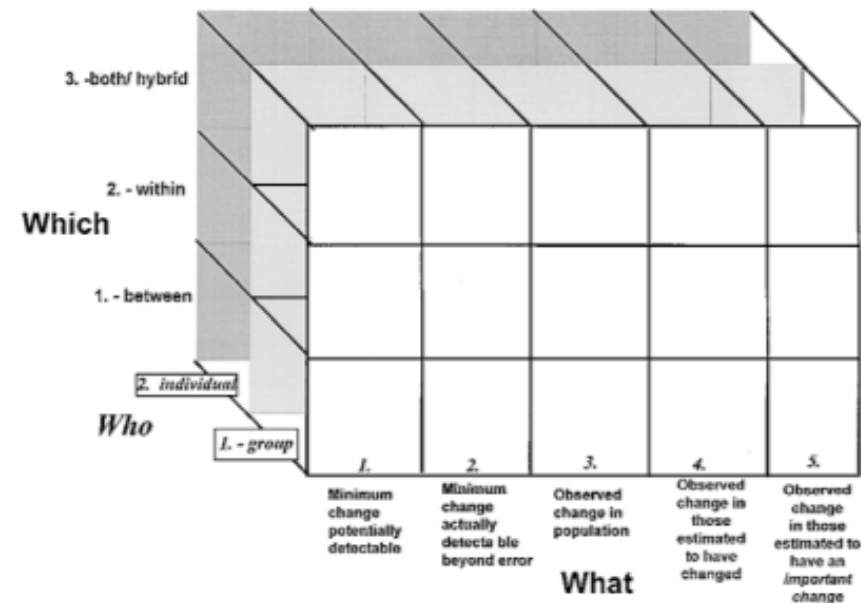 3. -both/ hybrid
2. - within
Which
1. - between
2. individual
Who
1. - group
1.
2.
3.
4.
5.
Minimum
change
potentially
detectable
Minimum
change
actually
detecta ble
beyond error
Observed
change in
population
Observed
change in
those
estimated
to have
changed
Observed
change
in those
estimated to
have an
important
change
What